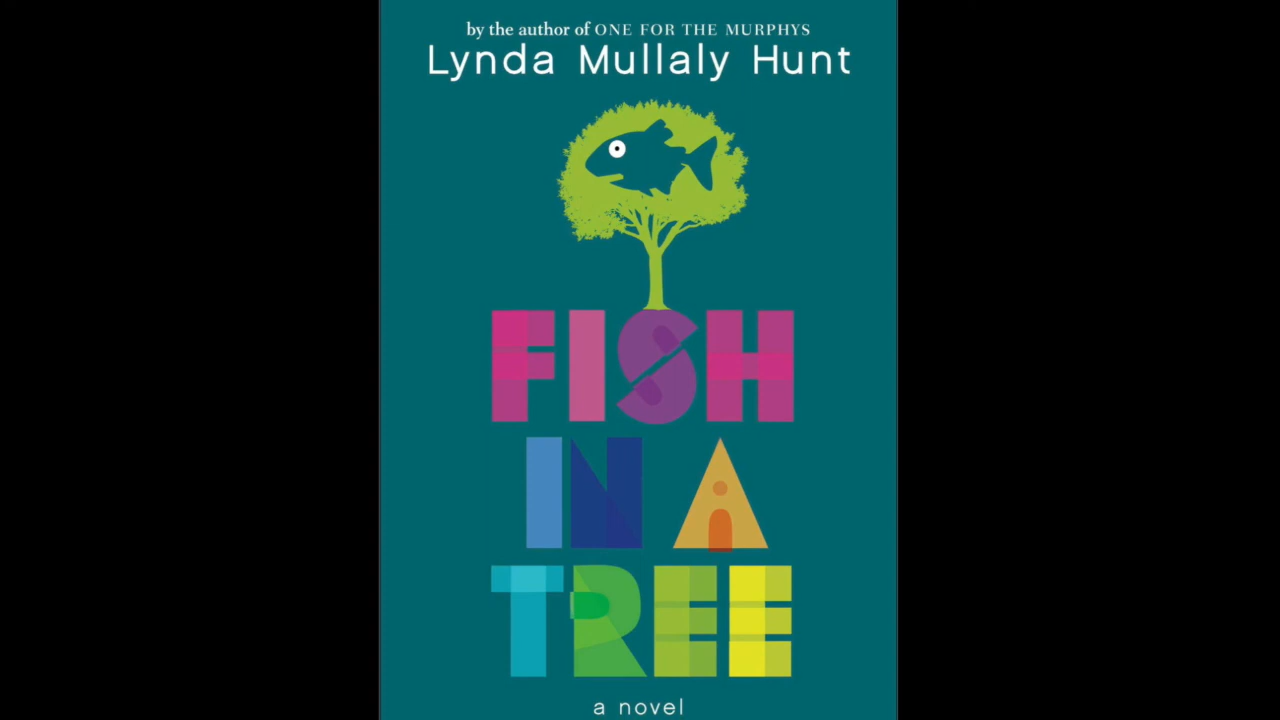 by the author of ONE FOR THE MURPHYS
Lynda Mullaly Hunt
FISH
IN A
TREE
a novel